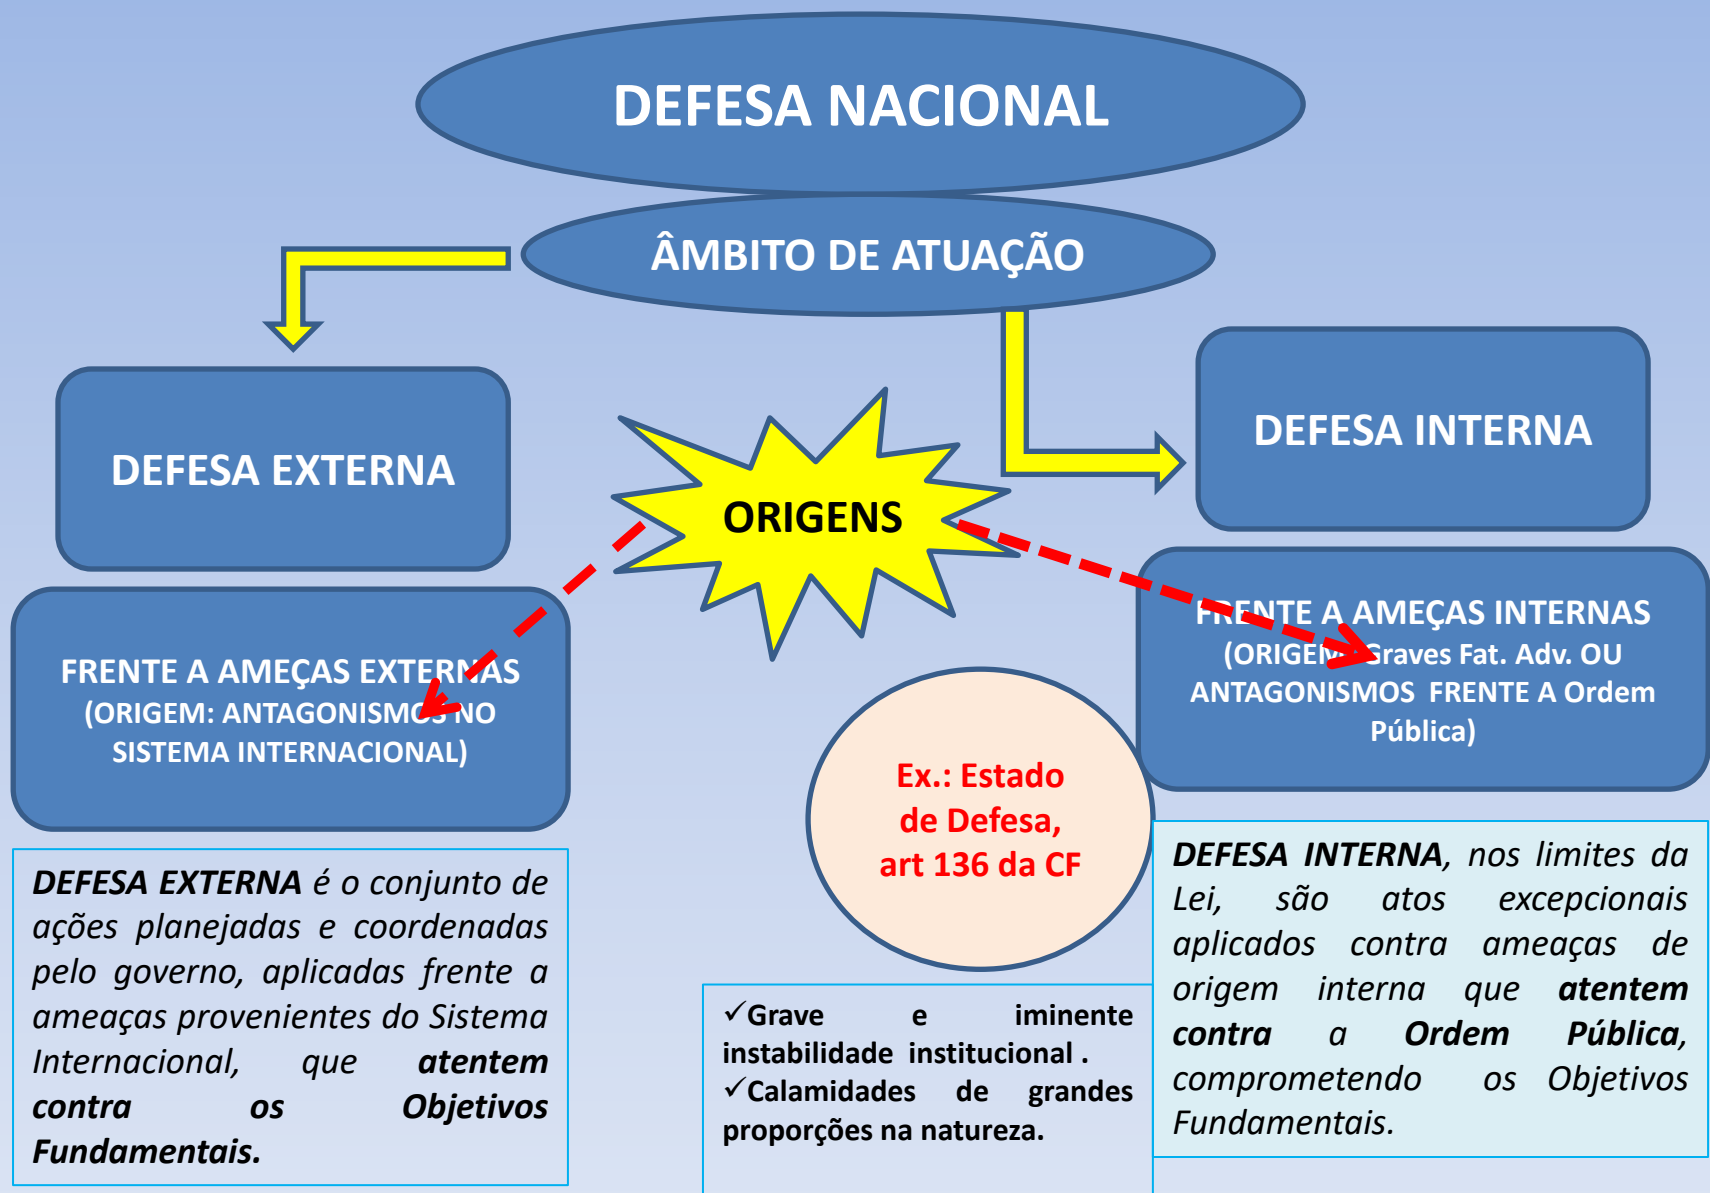 DEFESA NACIONAL
ÂMBITO DE ATUAÇÃO
DEFESA EXTERNA
DEFESA INTERNA
ORIGENS
FRENTE A AMEÇAS EXTERNAS
(ORIGEM: ANTAGONISMOS NO
SISTEMA INTERNACIONAL)
FRENTE A AMEÇAS INTERNAS
(ORIGEM: Graves Fat. Adv. OU
ANTAGONISMOS FRENTE A Ordem
Pública)
Ex.: Estado
de Defesa,
art 136 da CF
DEFESA EXTERNA é o conjunto de
ações planejadas e coordenadas
pelo governo, aplicadas frente a
ameaças provenientes do Sistema
Internacional, que atentem
contra os Objetivos
Fundamentais.
✓Grave e iminente
instabilidade institucional .
✓Calamidades de grandes
proporções na natureza.
DEFESA INTERNA, nos limites da
Lei, são atos excepcionais
aplicados contra ameaças de
origem interna que atentem
contra a Ordem Pública,
comprometendo os Objetivos
Fundamentais.